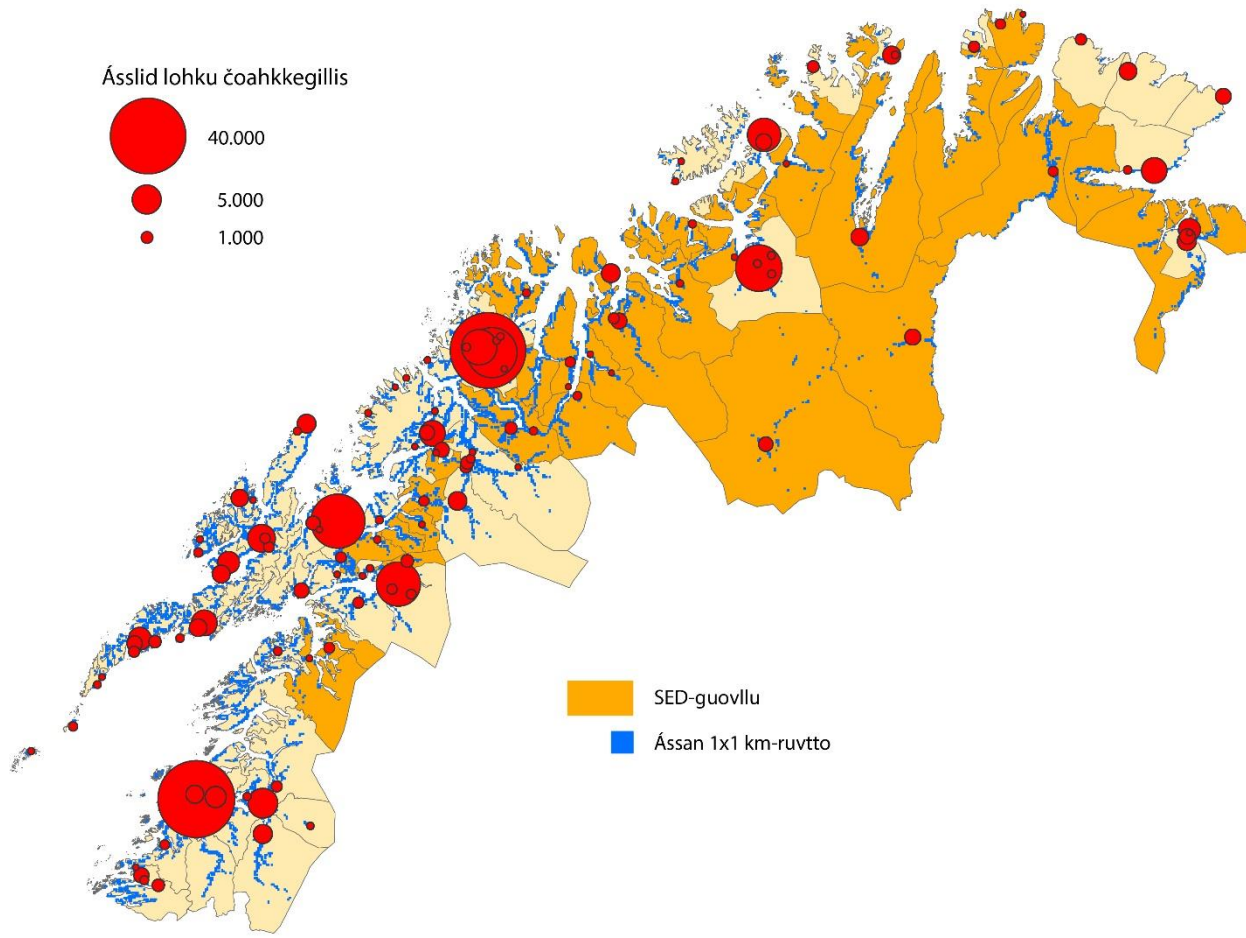 Ásslid lohku čoahkkegillis
40.000
5.000
1.000
SED-guovllu
Ássan 1x1 km-ruvtto